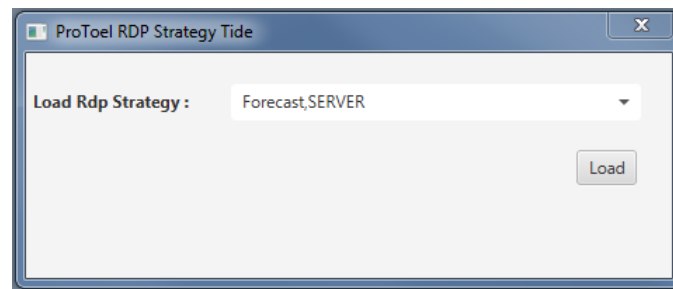 ProToel RDP Strategy Tide
Load Rdp Strategy : Forecast,SERVER
Load